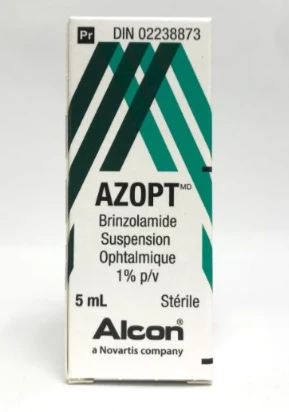 Pr DIN 02238873
AZOPT MD
Brinzolamide
Suspension
Ophtalmique
1% p/v
5 mL Stérile
Alcon®
a Novartis company